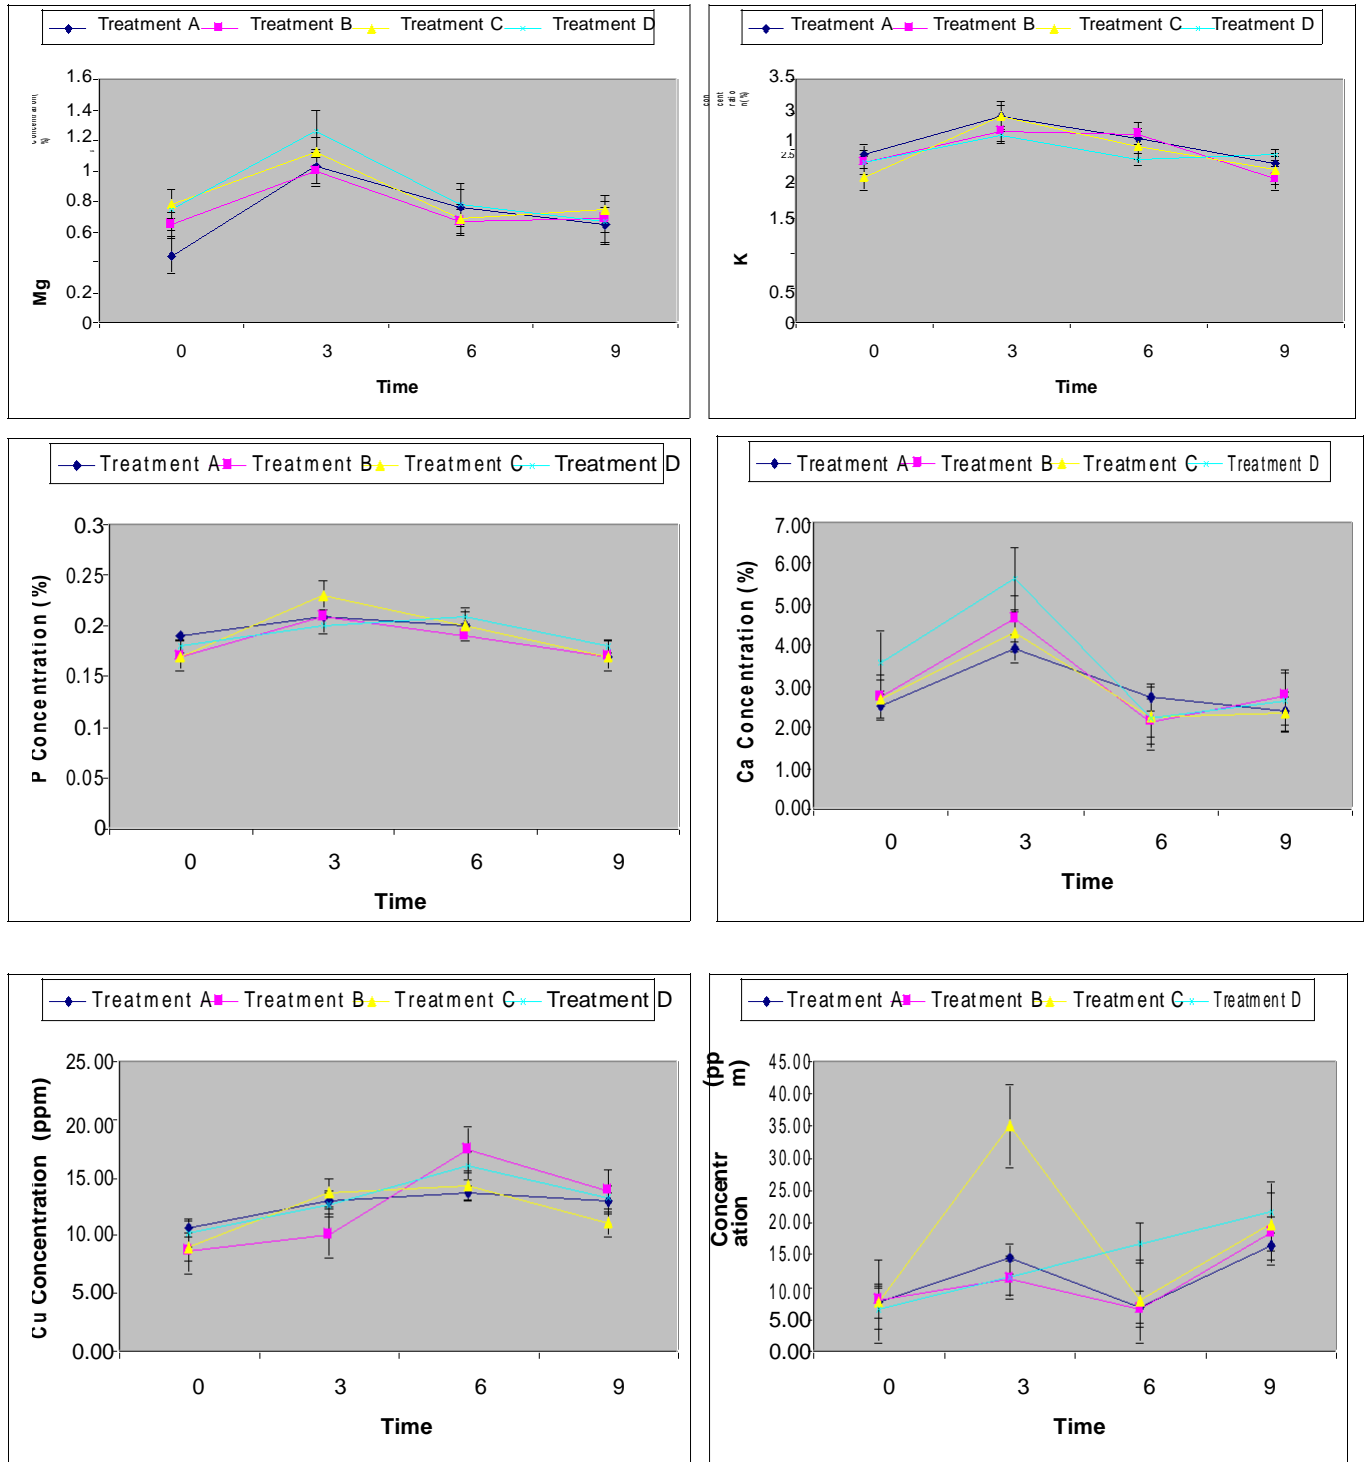 Treatment A Treatment B Treatment C Treatment D
1.6
1.4
1.2
1
0.8
0.6
0.2
0
%)
Mg
0 3 6 9
Time
Treatment A Treatment B Treatment C Treatment D
3.5
3
1
2.5
2
1.5
0.5
0
con
cent
ratio
n(%)
K
0 3 6 9
Time
Treatment A Treatment B Treatment C Treatment D
0.3
0.25
0.2
0.15
0.1
0.05
0
P Concentration (%)
0 3 6 9
Time
Treatment A Treatment B Treatment C Treatment D
7.00
6.00
5.00
4.00
3.00
2.00
1.00
0.00
Ca Concentration (%)
0 3 6 9
Time
Treatment A Treatment B Treatment C Treatment D
25.00
20.00
15.00
10.00
5.00
0.00
Cu Concentration (ppm)
0 3 6 9
Time
Treatment A Treatment B Treatment C Treatment D
45.00
40.00
35.00
30.00
25.00
20.00
15.00
10.00
5.00
0.00
Concentr (pp
ation m)
0 3 6 9
Time